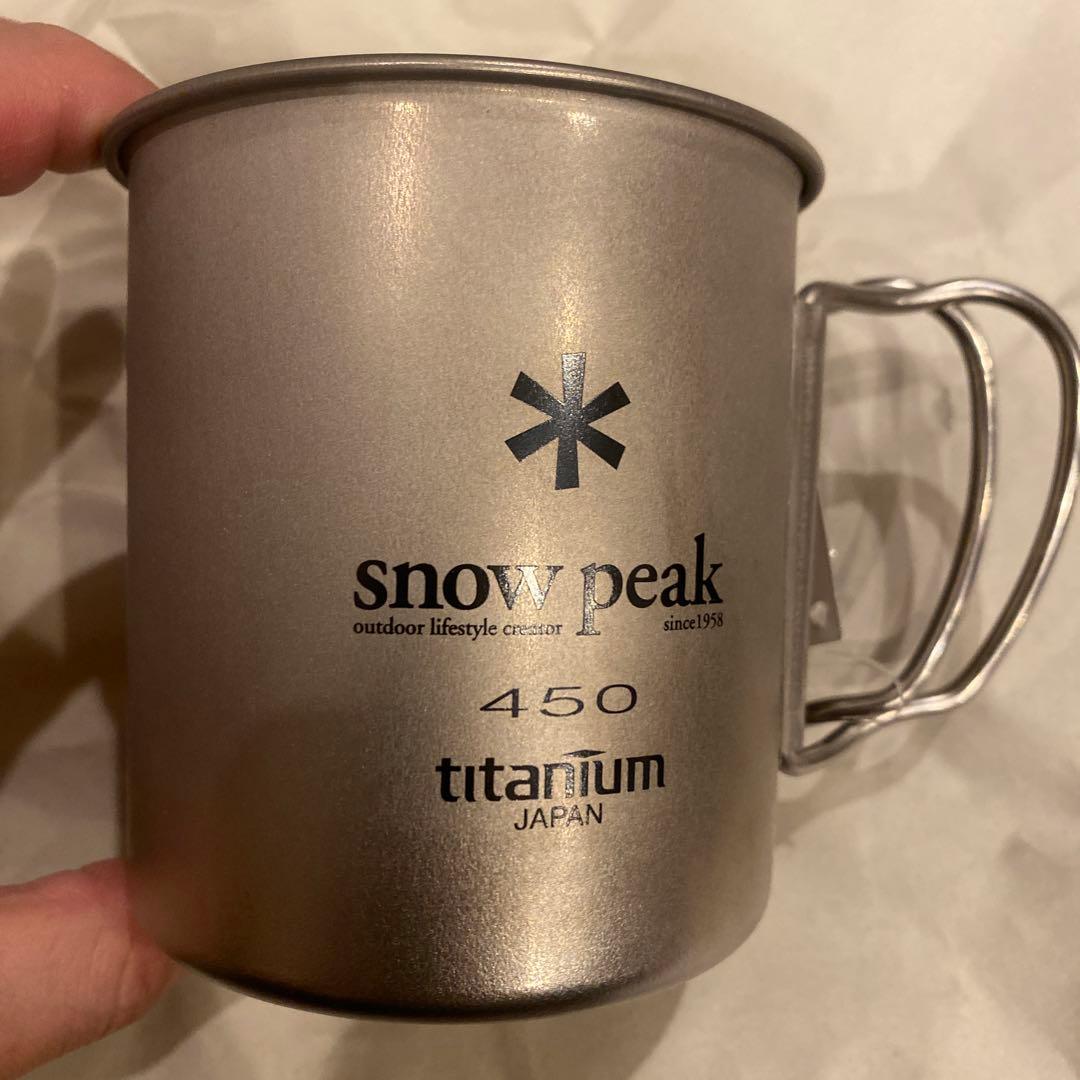 snow peak
outdoor lifestyle creator since1958
450
titanium
JAPAN